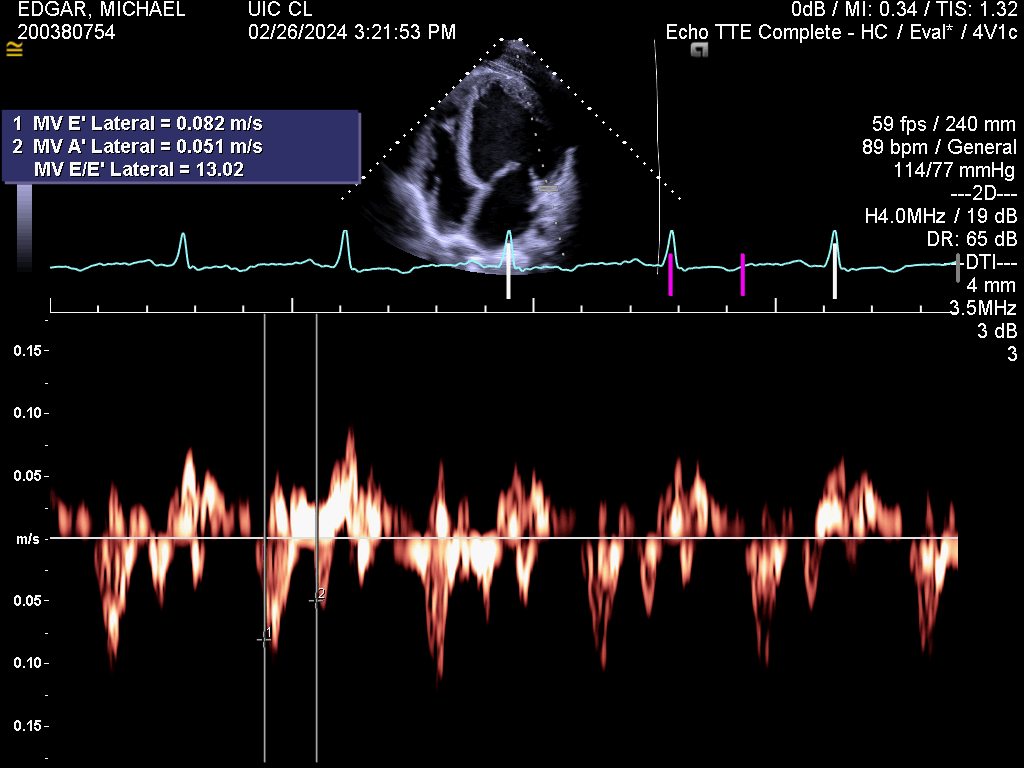 EDGAR, MICHAEL
200380754
UIC CL
02/26/2024 3:21:53 PM
0dB / MI: 0.34 / TIS: 1.32
Echo TTE Complete - HC / Eval* / 4V1c
1 MV E' Lateral = 0.082 m/s
2 MV A' Lateral = 0.051 m/s
MV E/E' Lateral = 13.02
59 fps / 240 mm
89 bpm / General
114/77 mmHg
---2D---
H4.0MHz / 19 dB
DR: 65 dB
---DTI---
4 mm
3.5MHz
3 dB
3
0.15
0.10
0.05
m/s
0.05
0.10
0.15
1
2